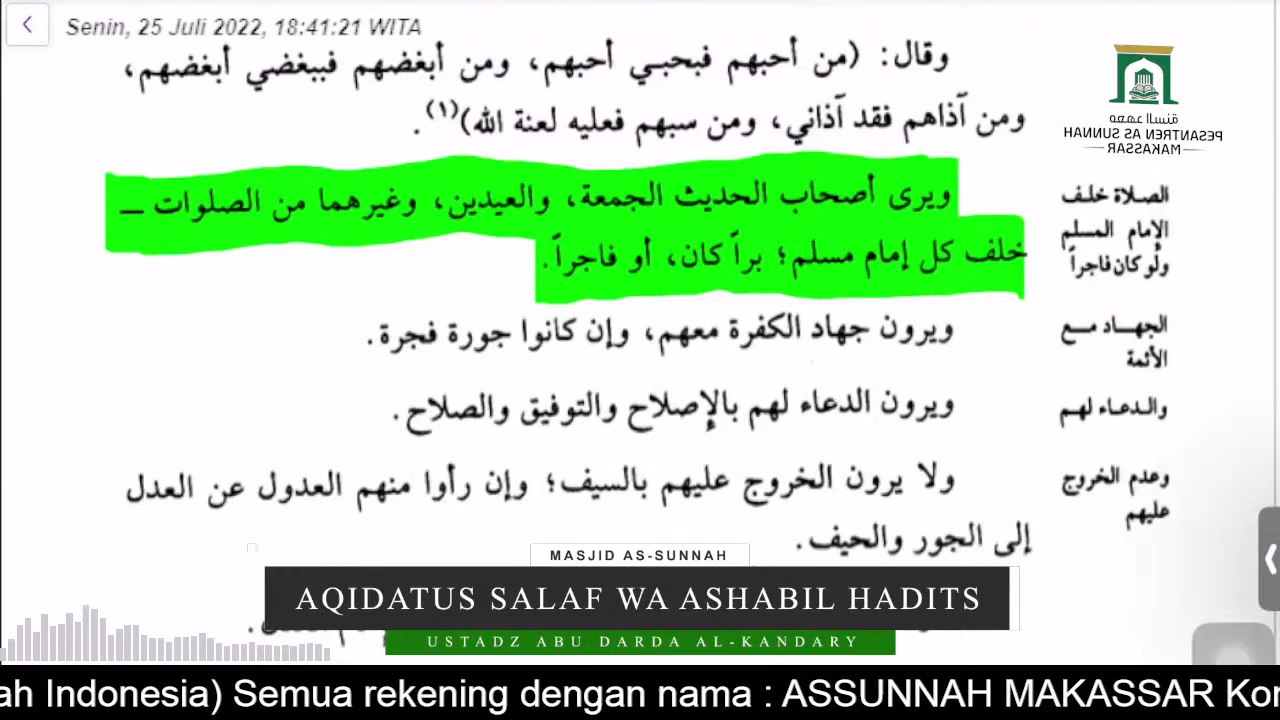 Senin, 25 Juli 2022, 18:41:21 WITA
وقال: (من أحبهم فبحبي أحبهم، ومن أبغضهم فببغضي أبغضهم،
ومن آذاهم فقد آذاني، ومن سبهم فعليه لعنة الله)(١).
معهد السنة
PESANTREN AS SUNNAH
MAKASSAR
الصلاة خلف
الإمام المسلم
ولو كان فاجراً
ويرى أصحاب الحديث الجمعة، والعيدين، وغيرهما من الصلوات –
خلف كل إمام مسلم؛ براً كان، أو فاجراً.
الجهاد مع
الأئمة
ويرون جهاد الكفرة معهم، وإن كانوا جورة فجرة.
والدعاء لهم
ويرون الدعاء لهم بالإصلاح والتوفيق والصلاح.
وعدم الخروج
عليهم
ولا يرون الخروج عليهم بالسيف؛ وإن رأوا منهم العدول عن العدل
إلى الجور والحيف.
MASJID AS-SUNNAH
AQIDATUS SALAF WA ASHABIL HADITS
USTADZ ABU DARDA AL-KANDARY
ah Indonesia) Semua rekening dengan nama : ASSUNNAH MAKASSAR Kor